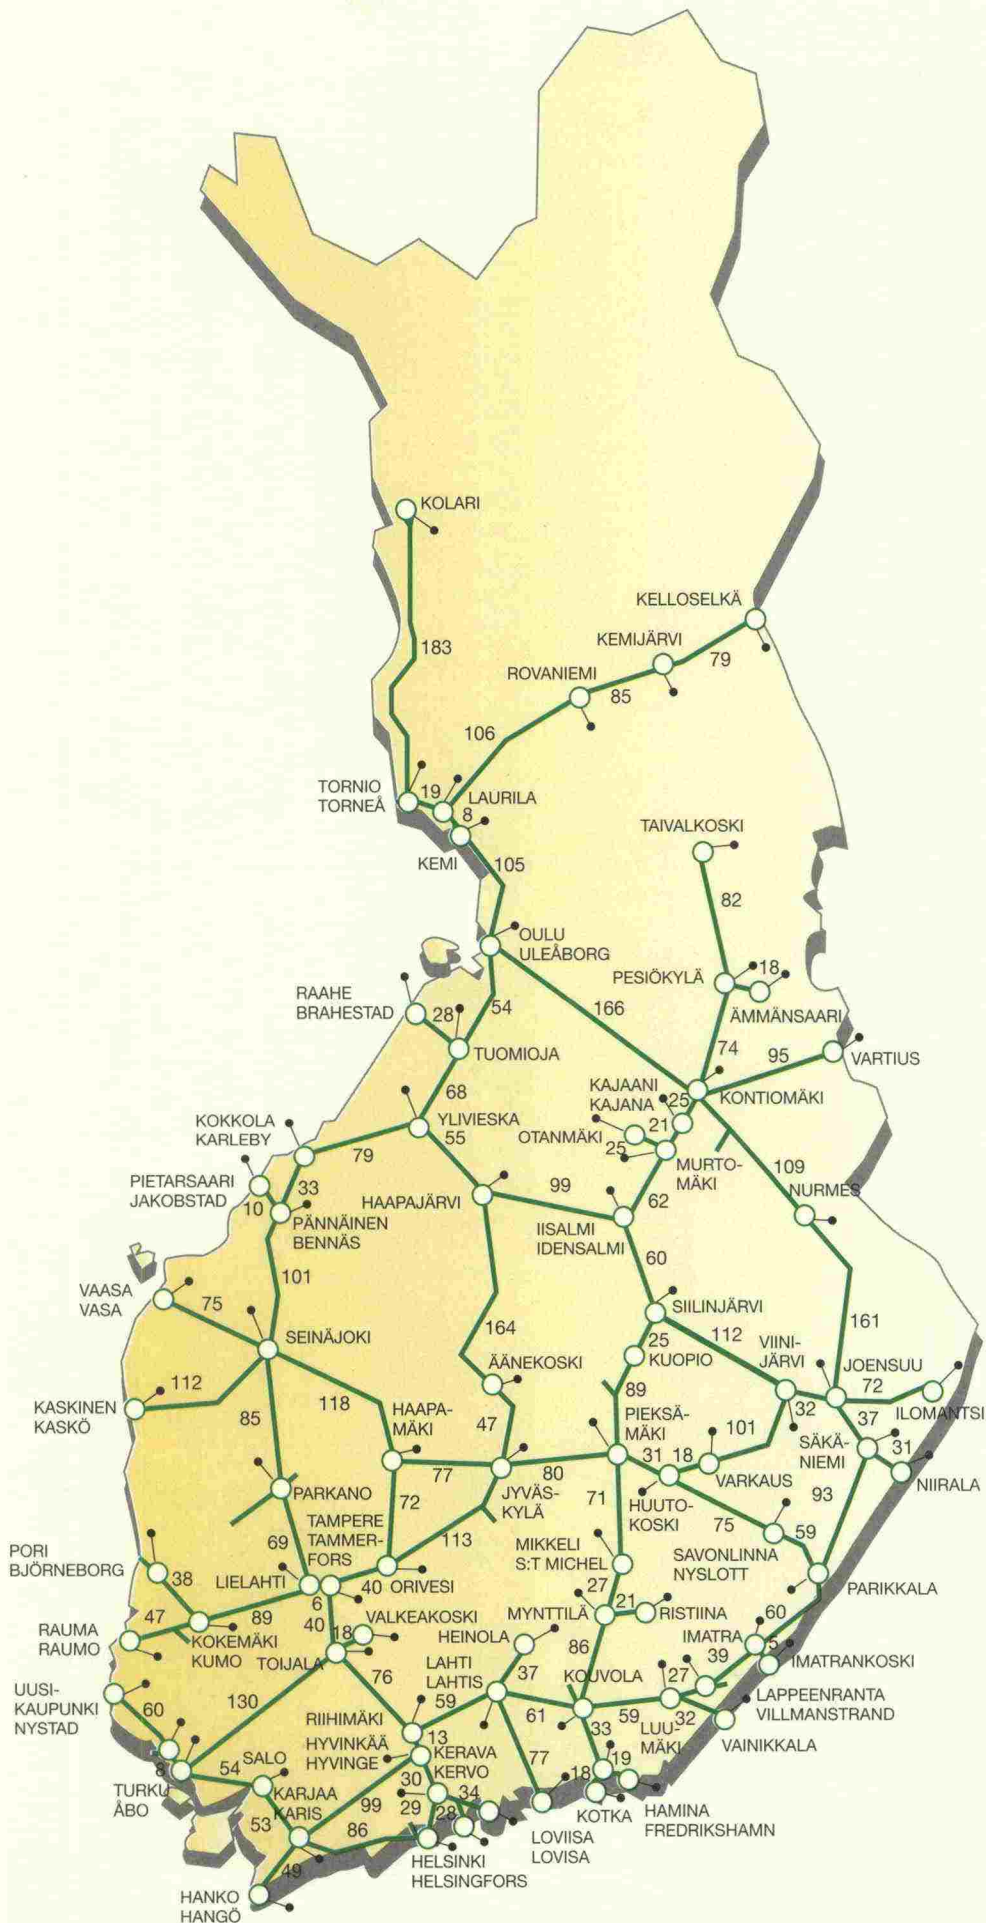 KOLARI
183
KELLOSELKÄ
KEMIJÄRVI
79
ROVANIEMI
85
106
TORNIO
TORNEÅ
19
LAURILA
8
KEMI
105
TAIVALKOSKI
82
OULU
ULEÅBORG
PESIÖKYLÄ
18
ÄMMÄNSAARI
RAAHE
BRAHESTAD
28
54
166
TUOMIOJA
74
95
VARTIUS
68
KAJAANI
KAJANA
25
KONTIOMÄKI
KOKKOLA
KARLEBY
YLIVIESKA
55
OTANMÄKI
21
25
MURTO-
MÄKI
79
109
PIETARSAARI
JAKOBSTAD
33
10
PÄNNÄINEN
BENNÄS
HAAPAJÄRVI
99
62
NURMES
IISALMI
IDENSALMI
101
60
VAASA
VASA
75
SEINÄJOKI
164
SIILINJÄRVI
112
161
25
KUOPIO
VIINI-
JÄRVI
JOENSUU
72
ILOMANTSI
ÄÄNEKOSKI
KASKINEN
KASKÖ
112
118
85
HAAPA-
MÄKI
47
89
PIEKSÄ-
MÄKI
101
32
37
SÄKÄ-
NIEMI
31
NIIRALA
77
80
31
18
VARKAUS
JYVÄS-
KYLÄ
HUUTO-
KOSKI
PARKANO
72
71
93
TAMPERE
TAMMER-
FORS
113
75
59
SAVONLINNA
NYSLOTT
PORI
BJÖRNEBORG
69
MIKKELI
S:T MICHEL
PARIKKALA
38
LIELAHTI
6
40
ORIVESI
27
RAUMA
RAUMO
47
89
40
18
VALKEAKOSKI
MYNTTILÄ
21
RISTIINA
60
KOKEMÄKI
KUMO
TOIJALA
HEINOLA
IMATRA
5
IMATRANKOSKI
86
39
UUSI-
KAUPUNKI
NYSTAD
76
LAHTI
LAHTIS
37
KOUVOLA
27
LAPPEENRANTA
VILLMANSTRAND
60
130
59
61
59
32
LUU-
MÄKI
VAINIKKALA
RIIHIMÄKI
13
33
HYVINKÄÄ
HYVINGE
KERAVA
KERVO
77
19
8
TURKU
ÅBO
54
SALO
30
34
18
KOTKA
HAMINA
FREDRIKSHAMN
KARJAA
KARIS
99
29
28
LOVIISA
LOVISA
53
86
HELSINKI
HELSINGFORS
49
HANKO
HANGÖ